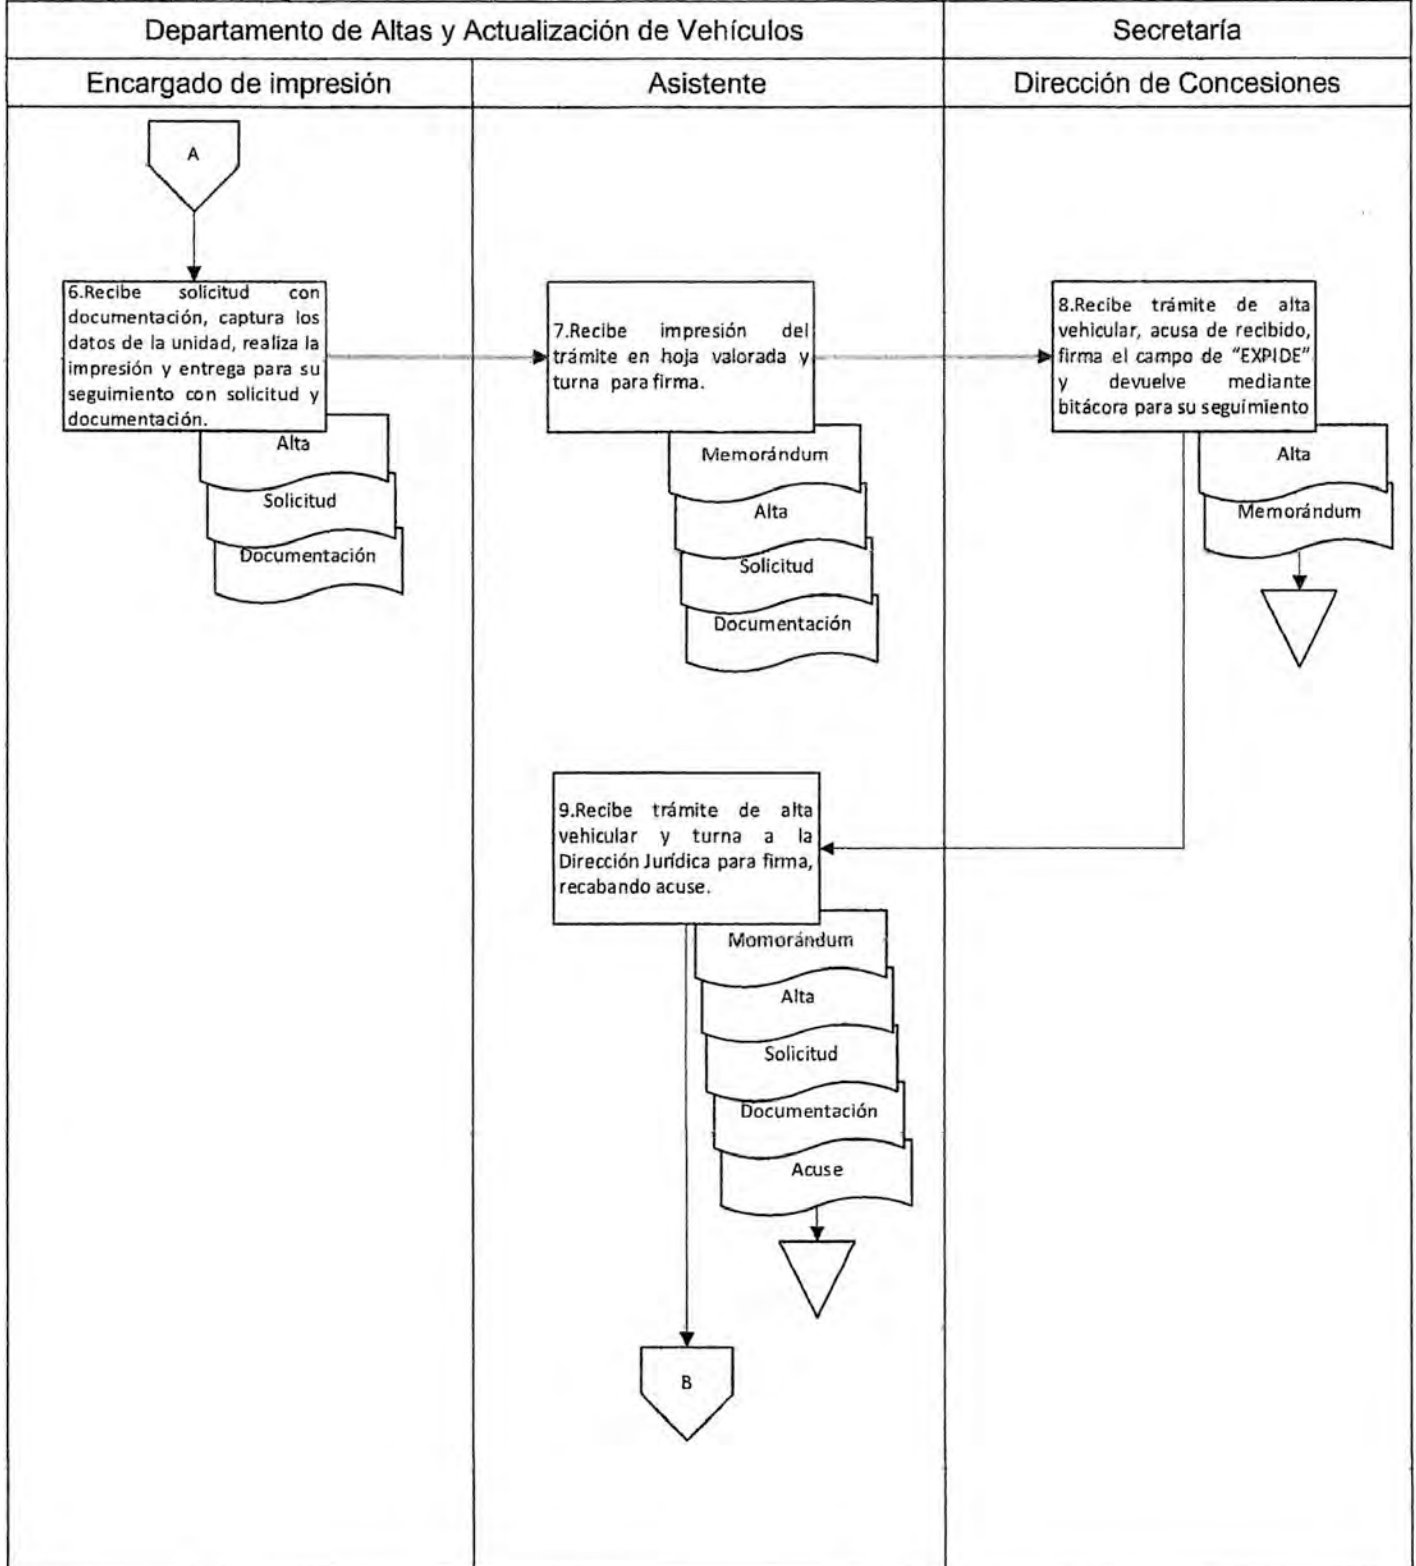 Departamento de Altas y Actualización de Vehículos
Secretaría
Encargado de impresión
Asistente
Dirección de Concesiones
A
6.Recibe solicitud con
documentación, captura los
datos de la unidad, realiza la
impresión y entrega para su
seguimiento con solicitud y
documentación.
Alta
Solicitud
Documentación
7.Recibe impresión del
trámite en hoja valorada y
turna para firma.
Memorándum
Alta
Solicitud
Documentación
8.Recibe trámite de alta
vehicular, acusa de recibido,
firma el campo de “EXPIDE”
y devuelve mediante
bitácora para su seguimiento
Alta
Memorándum
9.Recibe trámite de alta
vehicular y turna a la
Dirección Jurídica para firma,
recabando acuse.
Momorándum
Alta
Solicitud
Documentación
Acuse
B